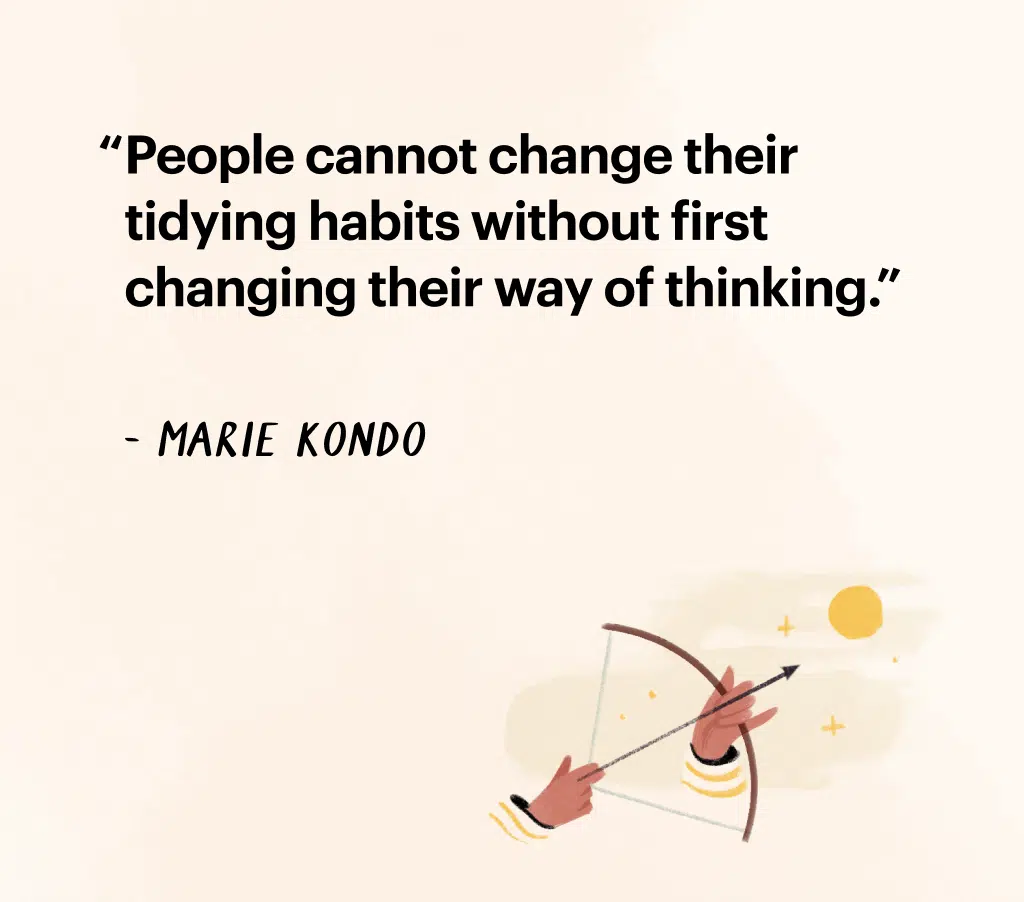 “People cannot change their
tidying habits without first
changing their way of thinking.”
- MARIE KONDO